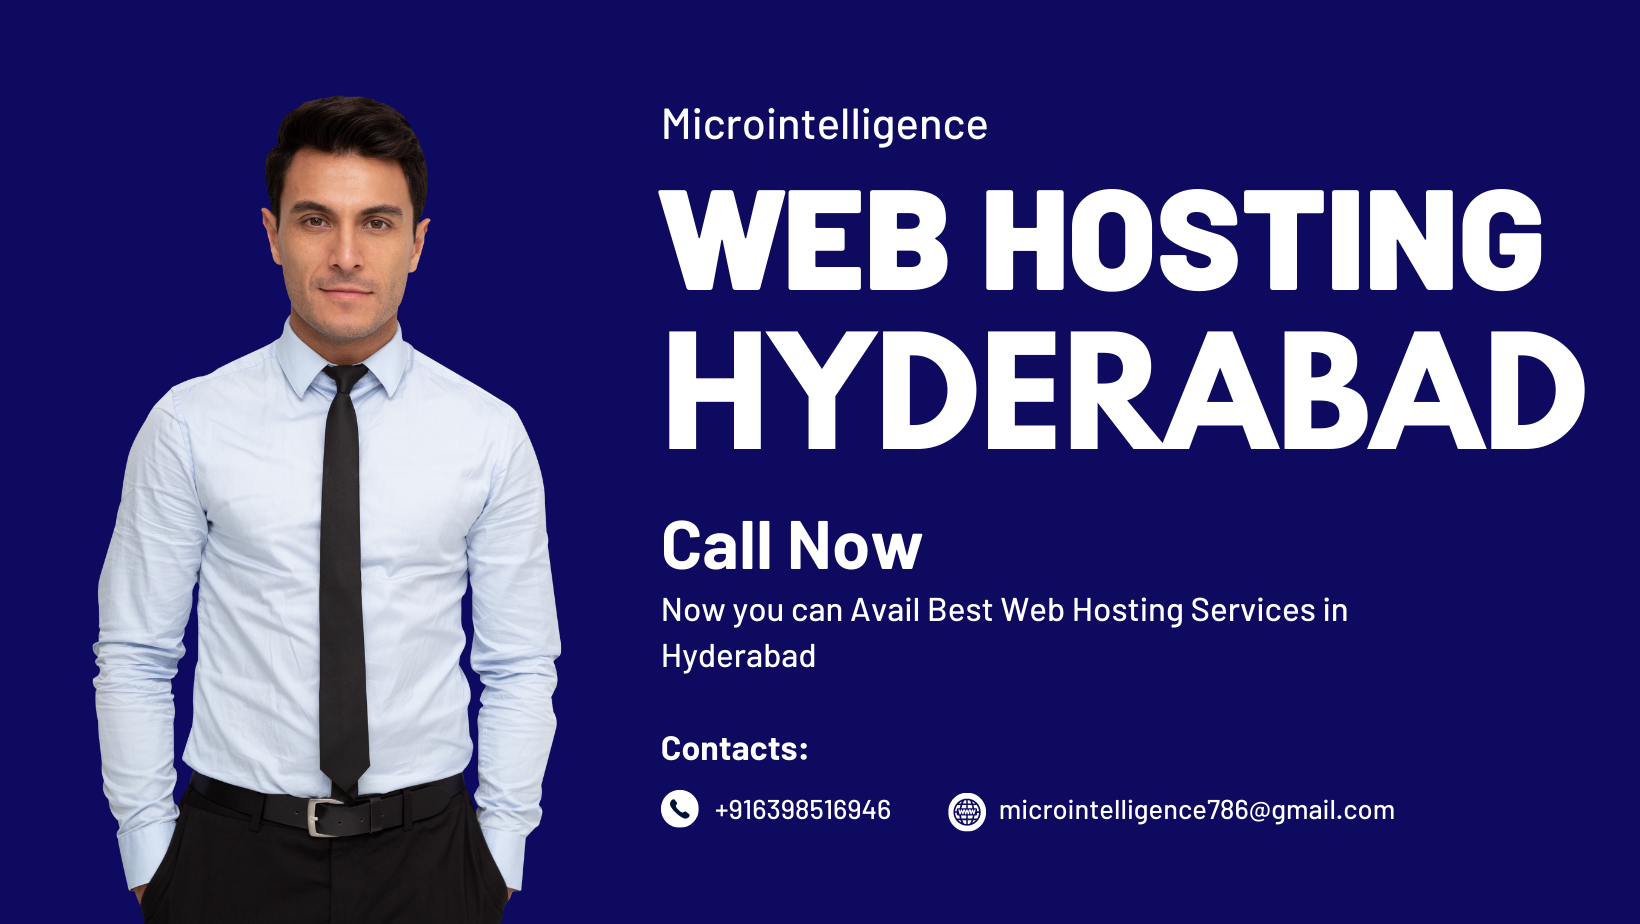 Microintelligence
WEB HOSTING
HYDERABAD
Call Now
Now you can Avail Best Web Hosting Services in
Hyderabad
Contacts:
+916398516946
microintelligence786@gmail.com